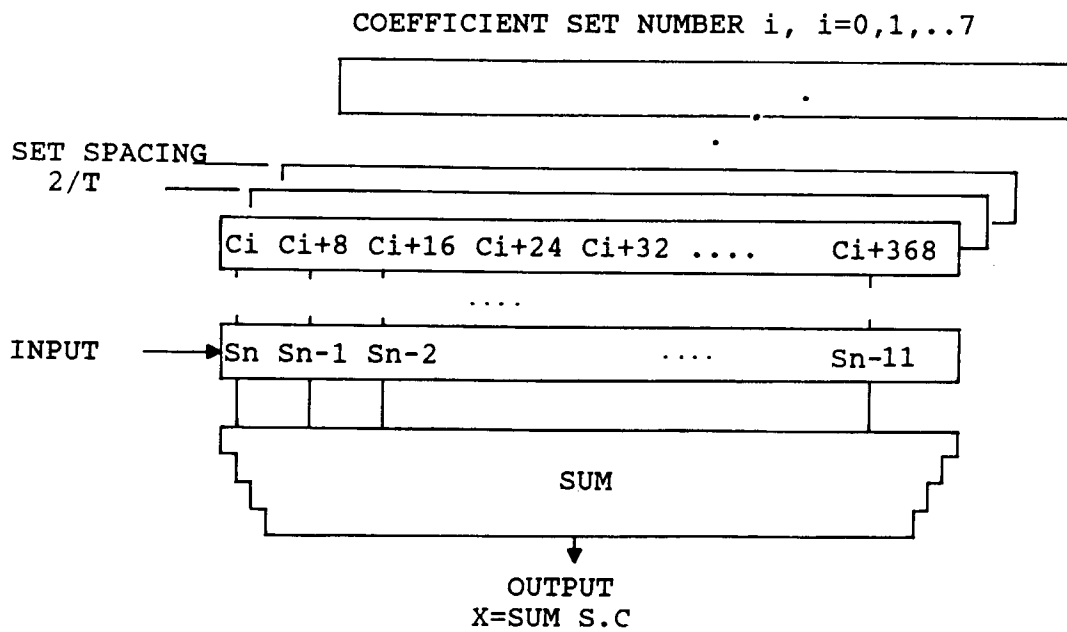 COEFFICIENT SET NUMBER i, i=0,1,..7
SET SPACING
2/T
Ci Ci+8 Ci+16 Ci+24 Ci+32 .... Ci+368
....
INPUT
Sn Sn-1 Sn-2 .... Sn-11
SUM
OUTPUT
X=SUM S.C